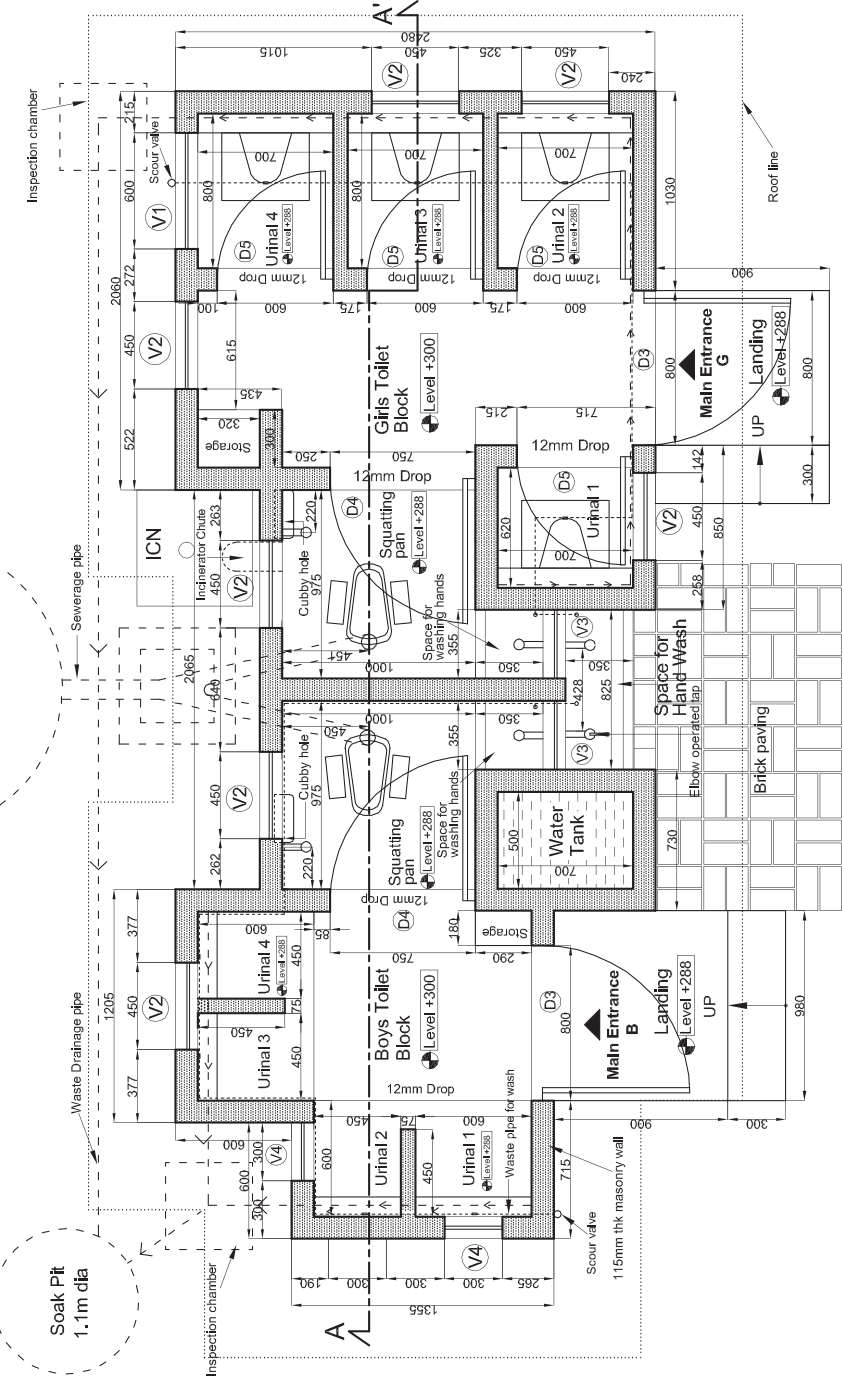 Soak Pit
1.1m dia
Waste Drainage pipe
Sewerage pipe
Inspection chamber
Inspection chamber
1205
377
450
377
V2
2065
262
450
640
450
263
V2
V2
ICN
Incinerator Chute
2060
522
450
272
600
215
V2
V1
Scour valve
600
300
300
600
V4
Urinal 3
450
450
75
Urinal 4
Level +288
600
450
85
Cubby hole
975
220
450
1000
Cubby hole
975
220
451
1000
Storage
320
435
300
615
250
100
D5
Urinal 4
Level +288
800
700
12mm Drop
600
175
D5
Urinal 3
Level +288
800
700
12mm Drop
600
175
D5
Urinal 2
Level +288
700
12mm Drop
600
1015
450
325
450
240
2480
V2
V2
A'
A
190
300
300
300
265
1355
V4
600
450
75
600
450
Urinal 2
Urinal 1
Level +288
Waste pipe for wash
Boys Toilet
Block
Level +300
12mm Drop
750
12mm Drop
D4
Squatting
pan
Level +288
Space for
washing hands
355
350
Squatting
pan
Level +288
D4
12mm Drop
750
Space for
washing hands
355
350
Girls Toilet
Block
Level +300
215
715
12mm Drop
D5
Urinal 1
620
700
Storage
180
290
Water
Tank
500
700
V3
V3
428
350
825
Elbow operated tap
Space for
Hand Wash
Brick paving
730
258
450
142
850
V2
D3
800
Main Entrance
B
Landing
Level +288
UP
980
900
300
715
Scour valve
115mm thk masonry wall
D3
800
Main Entrance
G
Landing
Level +288
UP
800
300
900
1030
Roof line